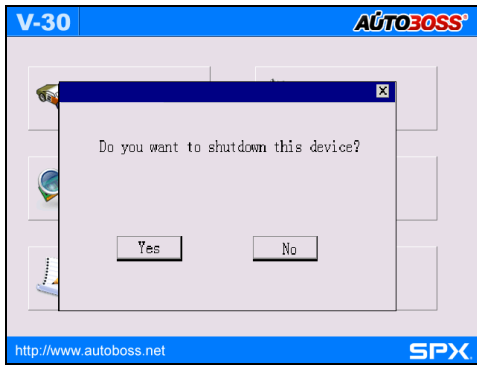 V-30
AUTOBOSS®
Do you want to shutdown this device?
Yes
No
http://www.autoboss.net
SPX